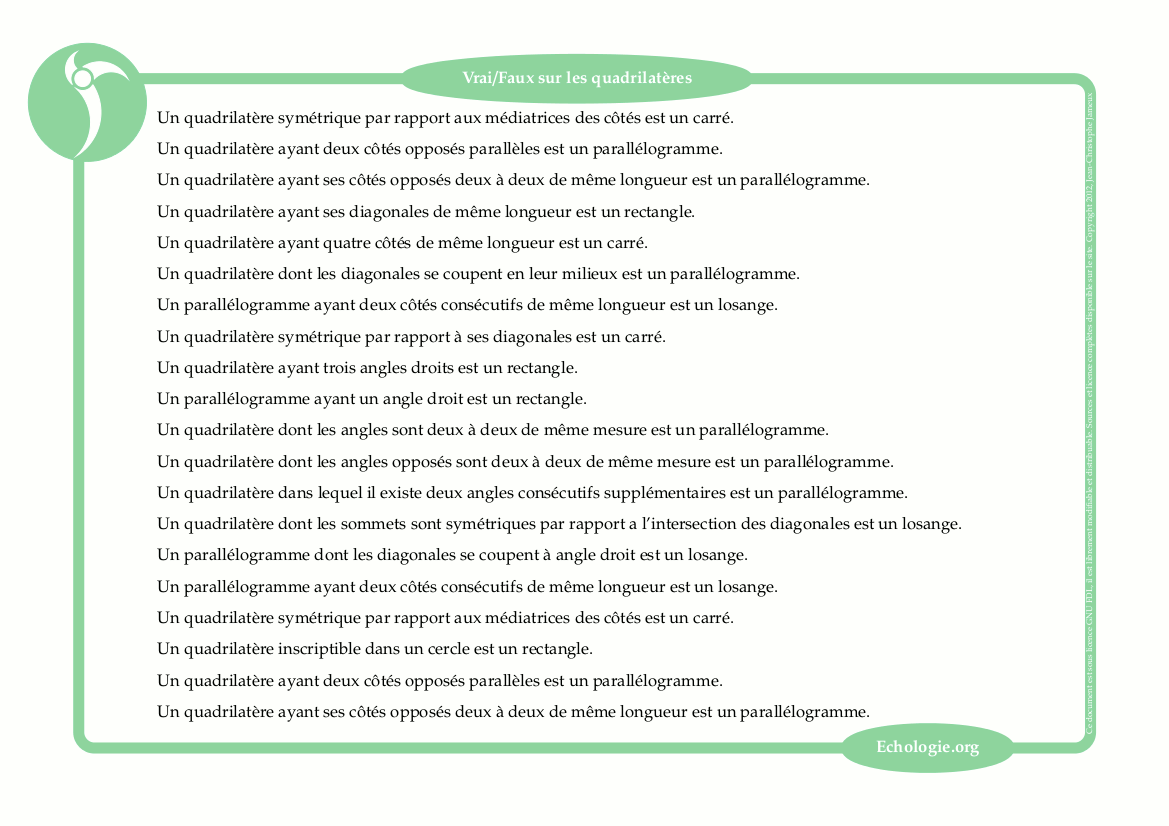 Vrai/Faux sur les quadrilatères
Un quadrilatère symétrique par rapport aux médiatrices des côtés est un carré.
Un quadrilatère ayant deux côtés opposés parallèles est un parallélogramme.
Un quadrilatère ayant ses côtés opposés deux à deux de même longueur est un parallélogramme.
Un quadrilatère ayant ses diagonales de même longueur est un rectangle.
Un quadrilatère ayant quatre côtés de même longueur est un carré.
Un quadrilatère dont les diagonales se coupent en leur milieux est un parallélogramme.
Un parallélogramme ayant deux côtés consécutifs de même longueur est un losange.
Un quadrilatère symétrique par rapport à ses diagonales est un carré.
Un quadrilatère ayant trois angles droits est un rectangle.
Un parallélogramme ayant un angle droit est un rectangle.
Un quadrilatère dont les angles sont deux à deux de même mesure est un parallélogramme.
Un quadrilatère dont les angles opposés sont deux à deux de même mesure est un parallélogramme.
Un quadrilatère dans lequel il existe deux angles consécutifs supplémentaires est un parallélogramme.
Un quadrilatère dont les sommets sont symétriques par rapport a l'intersection des diagonales est un losange.
Un parallélogramme dont les diagonales se coupent à angle droit est un losange.
Un parallélogramme ayant deux côtés consécutifs de même longueur est un losange.
Un quadrilatère symétrique par rapport aux médiatrices des côtés est un carré.
Un quadrilatère inscriptible dans un cercle est un rectangle.
Un quadrilatère ayant deux côtés opposés parallèles est un parallélogramme.
Un quadrilatère ayant ses côtés opposés deux à deux de même longueur est un parallélogramme.
Echologie.org
Ce document est sous licence GNU FDL, il est librement modifiable et distribuable. Sources et licence complètes disponible sur le site. Copyright 2012, Jean-Christophe Jameux